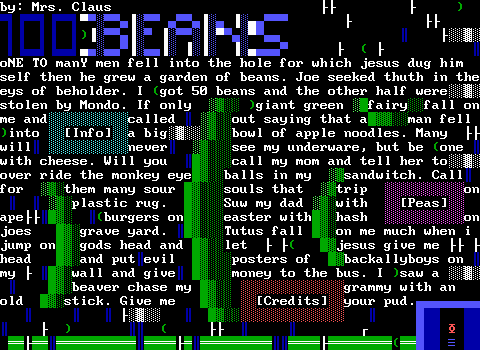 by: Mrs. Claus
100 BEANS
oNE TO manY men fell into the hole for which jesus dug him
self then he grew a garden of beans. Joe seeked thuth in the
eyes of beholder. I (got 50 beans and the other half were
stolen by Mondo. If only )giant green fairy fall on
me and called out saying that a man fell
)into [Info] a big bowl of apple noodles. Many
will never see my underware, but be (one
with cheese. Will you call my mom and tell her to
over ride the monkey eye balls in my sandwitch. Call
for them many sour souls that trip on
plastic rug. Suw my dad with [Peas]
ape (burgers on easter with hash on
joes grave yard. Tutus fall on me much when i
jump on gods head and let ( jesus give me
head and put evil posters of backallyboys on
my wall and give money to the bus. I )saw a
beaver chase my grammy with an
old stick. Give me [Credits] your pud.